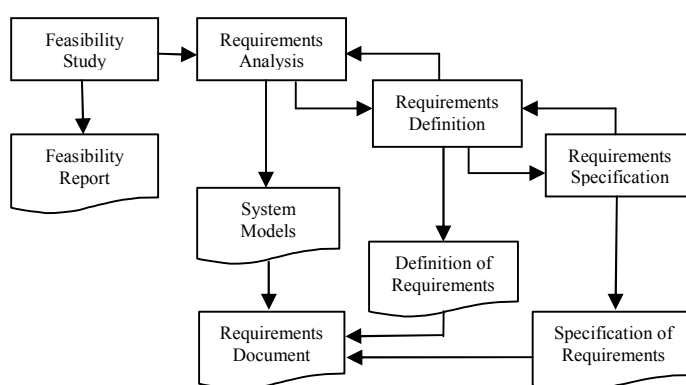 Feasibility
Study
Requirements
Analysis
Requirements
Definition
Feasibility
Report
Requirements
Specification
System
Models
Definition of
Requirements
Requirements
Document
Specification of
Requirements